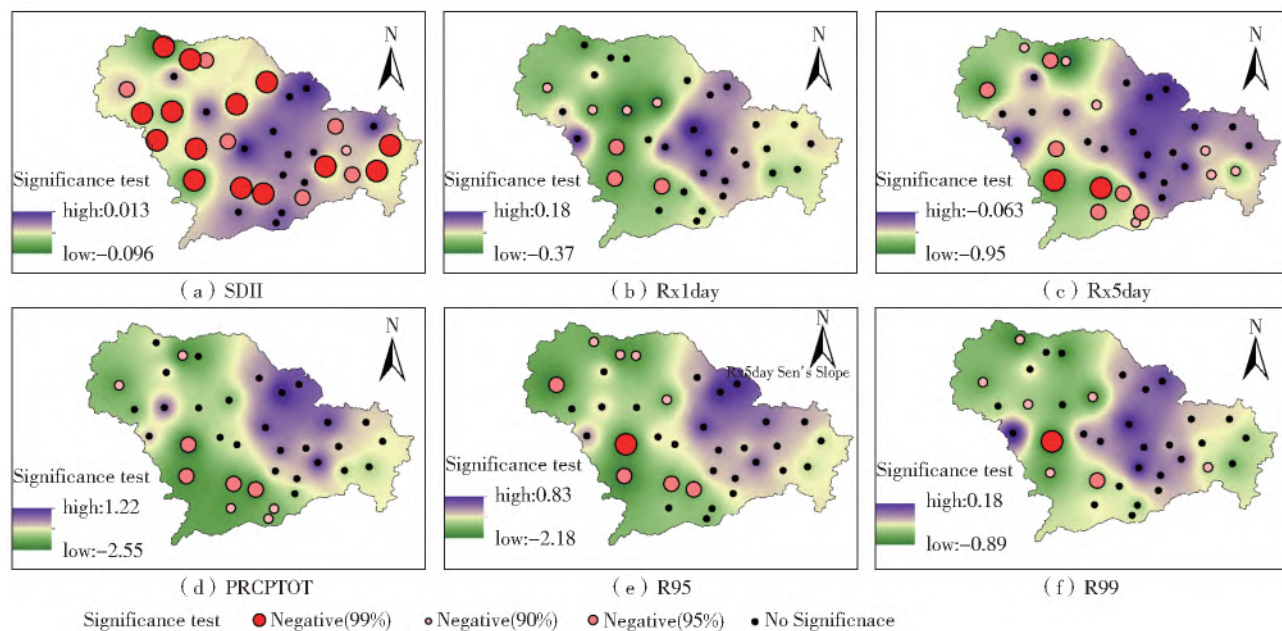 N
Significance test
high:0.013
low:−0.096
(a) SDII
N
Significance test
high:0.18
low:−0.37
(b) Rx1day
N
Significance test
high:−0.063
low:−0.95
(c) Rx5day
N
Significance test
high:1.22
low:−2.55
(d) PRCPTOT
N
Rx5day Sen's Slope
Significance test
high:0.83
low:−2.18
(e) R95
N
Significance test
high:0.18
low:−0.89
(f) R99
Significance test Negative(99%) Negative(90%) Negative(95%) No Significnace